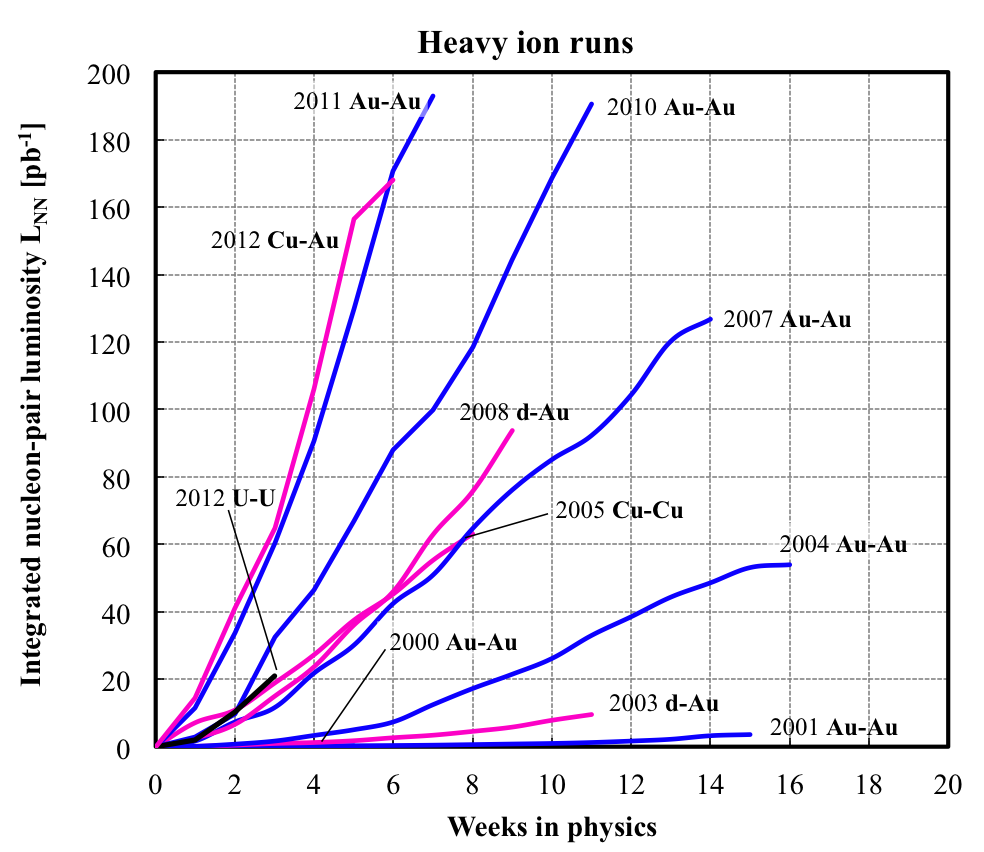 Heavy ion runs
Integrated nucleon-pair luminosity L_NN [pb⁻¹]
200
180
160
140
120
100
80
60
40
20
0
2011 Au-Au
2010 Au-Au
2012 Cu-Au
2007 Au-Au
2008 d-Au
2012 U-U
2005 Cu-Cu
2004 Au-Au
2000 Au-Au
2003 d-Au
2001 Au-Au
0 2 4 6 8 10 12 14 16 18 20
Weeks in physics